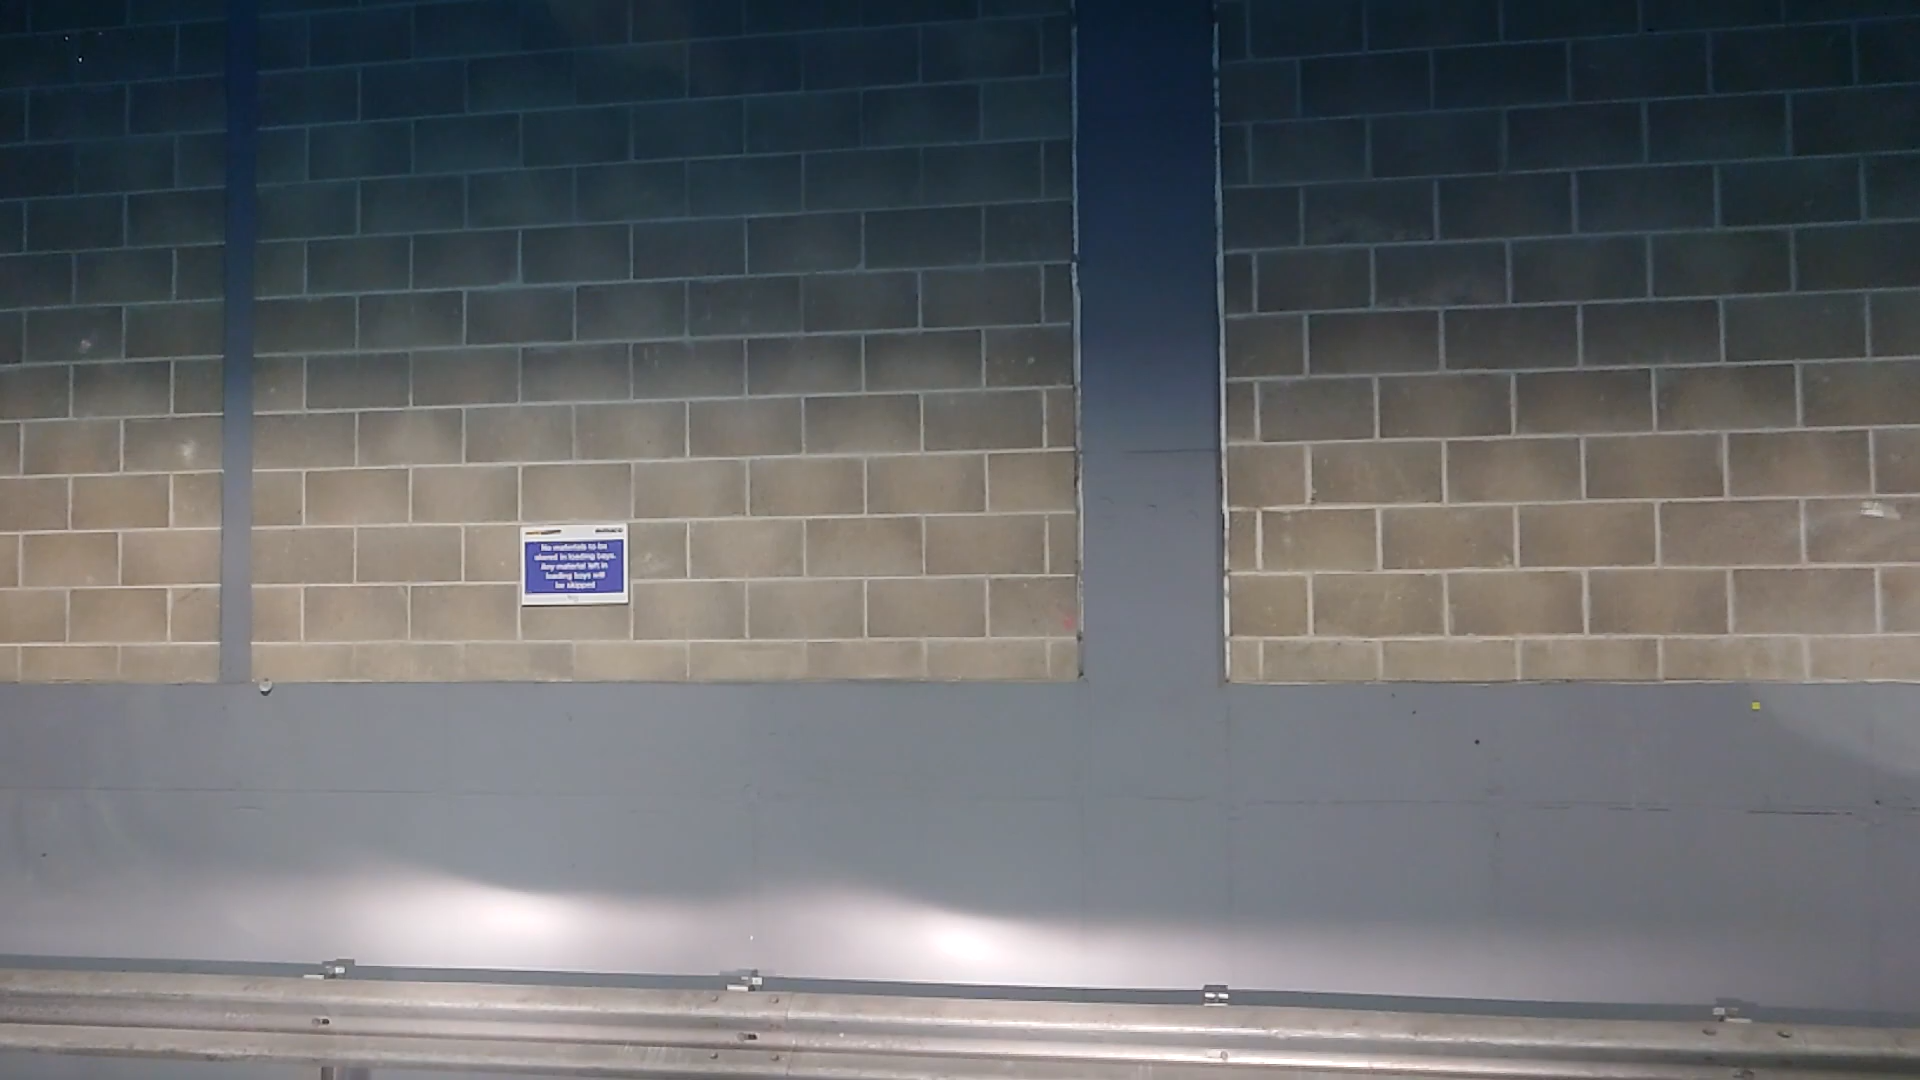 No materials to be
stored in loading bays.
Any material left in
loading bays will
be skipped